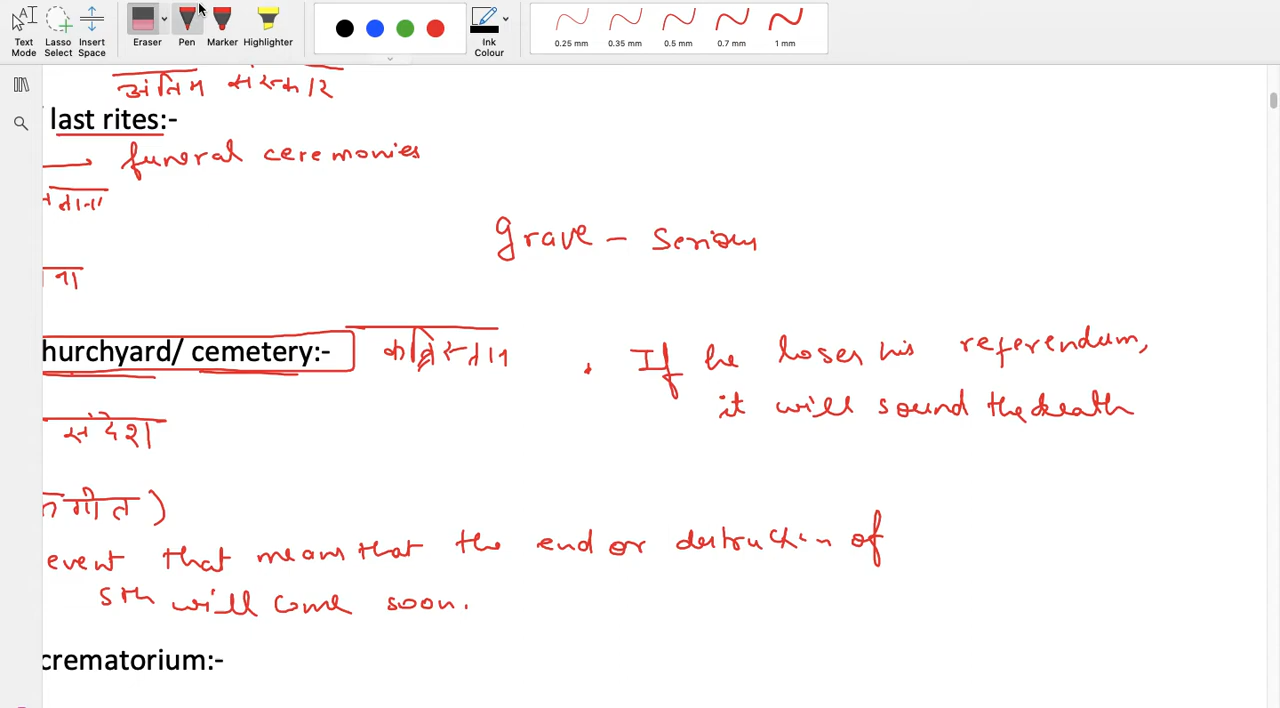 Text Mode
Lasso Select
Insert Space
Eraser
Pen
Marker
Highlighter
Ink Colour
0.25 mm
0.35 mm
0.5 mm
0.7 mm
1 mm
अंतिम संस्कार
last rites:-
funeral ceremonies
grave - serious
hurchyard/ cemetery:- कब्रिस्तान
. If he loses his referendum,
it will sound the death
संदेश
गीत )
event that means that the end or destruction of
sth will come soon.
crematorium:-